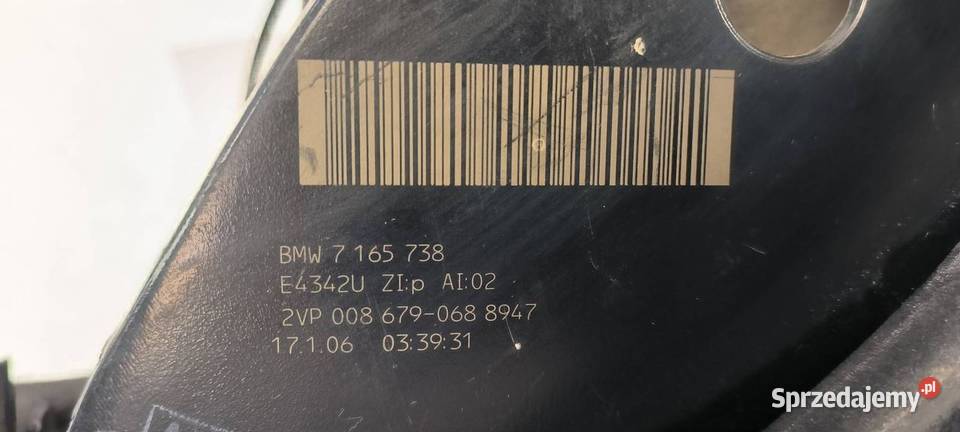 BMW 7 165 738
E4342U ZI:p AI:02
2VP 008 679-068 8947
17.1.06 03:39:31
Sprzedajemy.pl